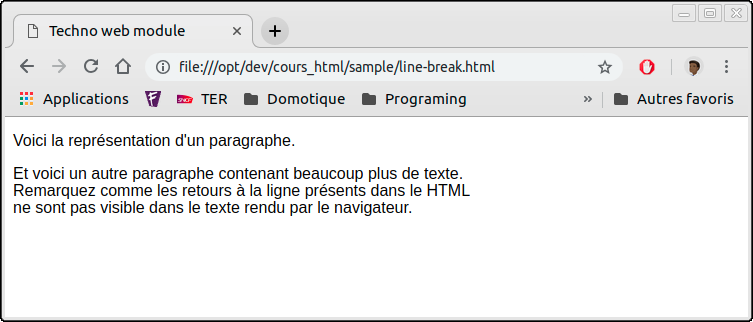 Techno web module
file:///opt/dev/cours_html/sample/line-break.html
Applications TER Domotique Programing » Autres favoris
Voici la représentation d'un paragraphe.
Et voici un autre paragraphe contenant beaucoup plus de texte.
Remarquez comme les retours à la ligne présents dans le HTML
ne sont pas visible dans le texte rendu par le navigateur.